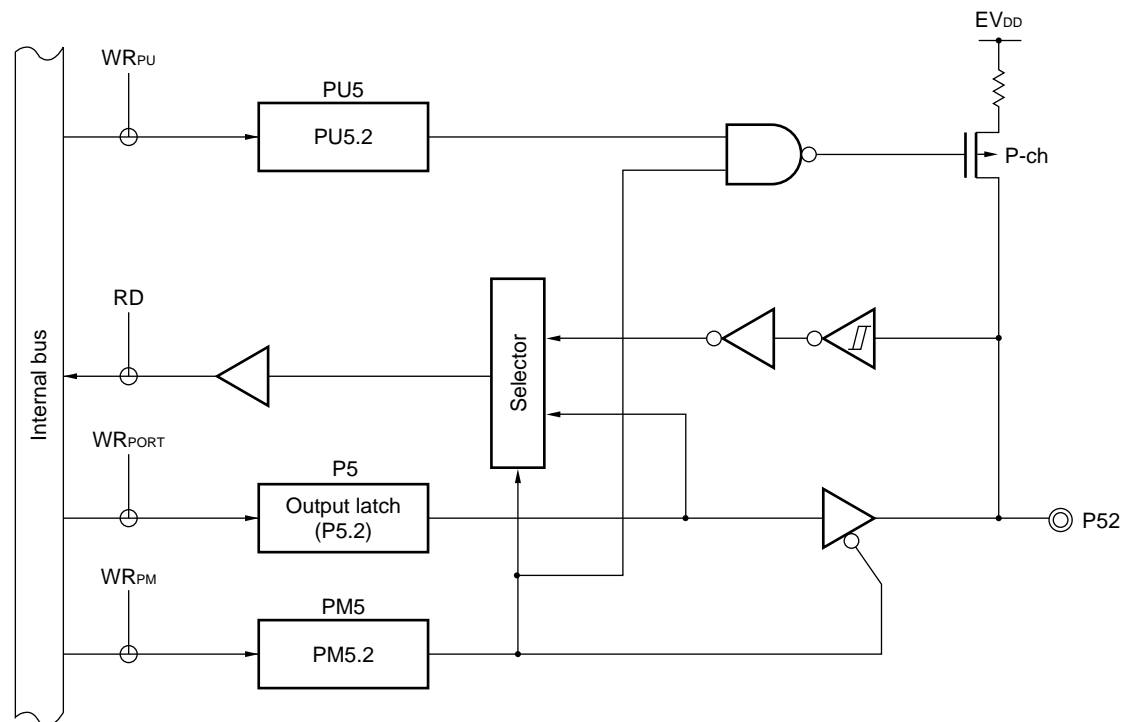 EVDD
WRPU
PU5
PU5.2
P-ch
RD
Selector
Internal bus
WRPORT
P5
Output latch
(P5.2)
P52
WRPM
PM5
PM5.2